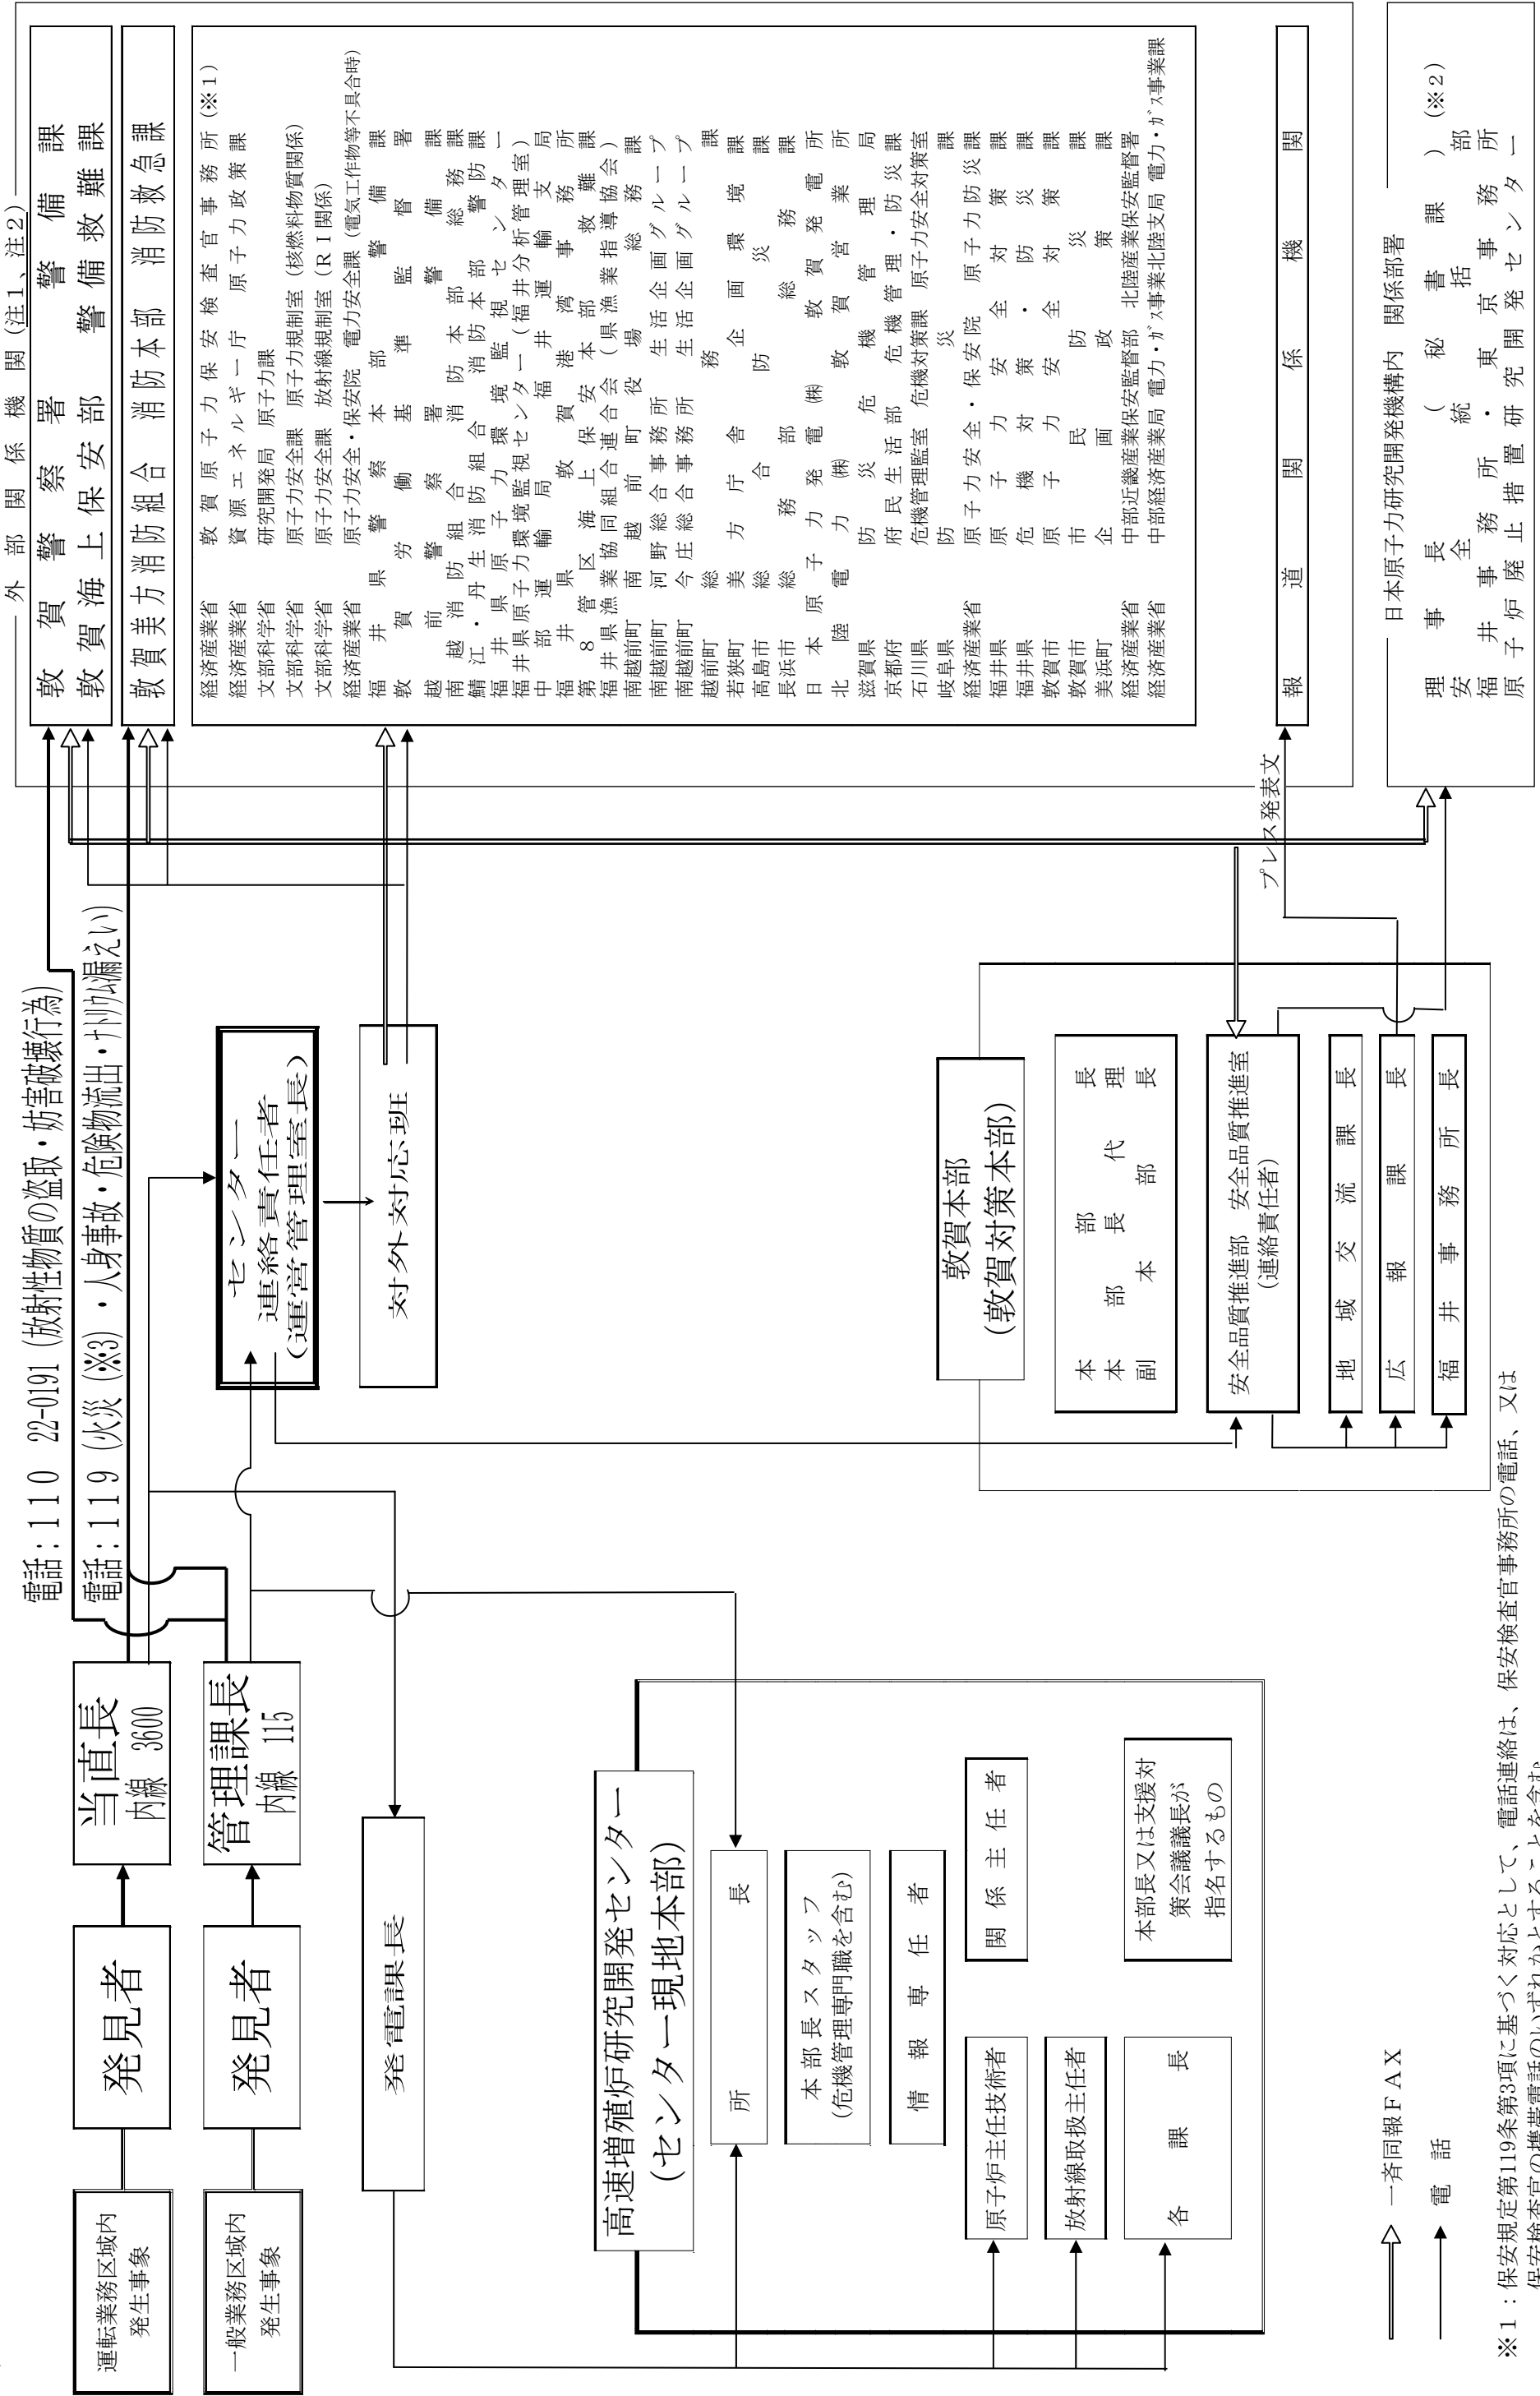 運転業務区域内
発生事象
発見者
当直長
内線 3600
一般業務区域内
発生事象
発見者
管理課長
内線 115
電話：110 22-0191 (放射性物質の盗取・妨害破壊行為)
電話：119 (火災 (※3)・人身事故・危険物流出・ナトリウム漏えい)
発電課長
センター
連絡責任者
(運営管理室長)
対外対応班
高速増殖炉研究開発センター
(センター現地本部)
所長
本部長スタッフ
(危機管理専門職を含む)
情報専任者
原子炉主任技術者
関係主任者
放射線取扱主任者
各課長
本部長又は支援対
策会議議長が
指名するもの
敦賀本部
(敦賀対策本部)
本部長
本部長代理
副本部長
安全品質推進部 安全品質推進室
(連絡責任者)
地域交流課長
広報課長
福井事務所長
プレス発表文
外部関係機関 (注1、注2)
敦賀警察署 警備課
敦賀海上保安部 警備救難課
敦賀美方消防組合 消防本部 消防救急課
経済産業省 敦賀原子力保安検査官事務所 (※1)
経済産業省 資源エネルギー庁 原子力政策課
文部科学省 研究開発局 原子力課
文部科学省 原子力安全課 原子力規制室 (核燃料物質関係)
文部科学省 原子力安全課 放射線規制室 (ＲＩ関係)
経済産業省 原子力安全・保安院 電力安全課 (電気工作物等不具合時)
福井県警察本部警備課
敦賀労働基準監督署
越前警察署警備課
南越消防組合消防本部総務課
鯖江・丹生消防組合消防本部警防課
福井県原子力環境監視センター
福井県原子力環境監視センター (福井分析管理室)
中部運輸局福井運輸支局
福井県敦賀港湾事務所
第8管区海上保安本部救難課
福井県漁業協同組合連合会 (県漁業指導協会)
南越前町 南越前町役場総務課
南越前町 河野総合事務所 生活企画グループ
南越前町 今庄総合事務所 生活企画グループ
越前町 総務課
若狭町 美方庁舎企画環境課
高島市 総合防災課
長浜市 総務部総務課
日本原子力発電㈱敦賀発電所
北陸電力㈱敦賀営業所
滋賀県 防災危機管理局
京都府 府民生活部 危機管理・防災課
石川県 危機管理監室 危機対策課 原子力安全対策室
岐阜県 防災課
経済産業省 原子力安全・保安院 原子力防災課
福井県 原子力安全対策課
福井県 危機対策・防災課
敦賀市 原子力安全対策課
敦賀市 市民防災課
美浜町 企画政策課
経済産業省 中部近畿産業保安監督部 北陸産業保安監督署
経済産業省 中部経済産業局 電力・ガス事業北陸支局 電力・ガス事業課
報道関係機関
日本原子力研究開発機構内 関係部署
理事長 (秘書課) (※2)
安全統括部
福井事務所・東京事務所
原子炉廃止措置研究開発センター
一斉同報ＦＡＸ
電話
※1：保安規定第119条第3項に基づく対応として、電話連絡は、保安検査官事務所の電話、又は
保安検査官の携帯電話のいずれかとすることを含む